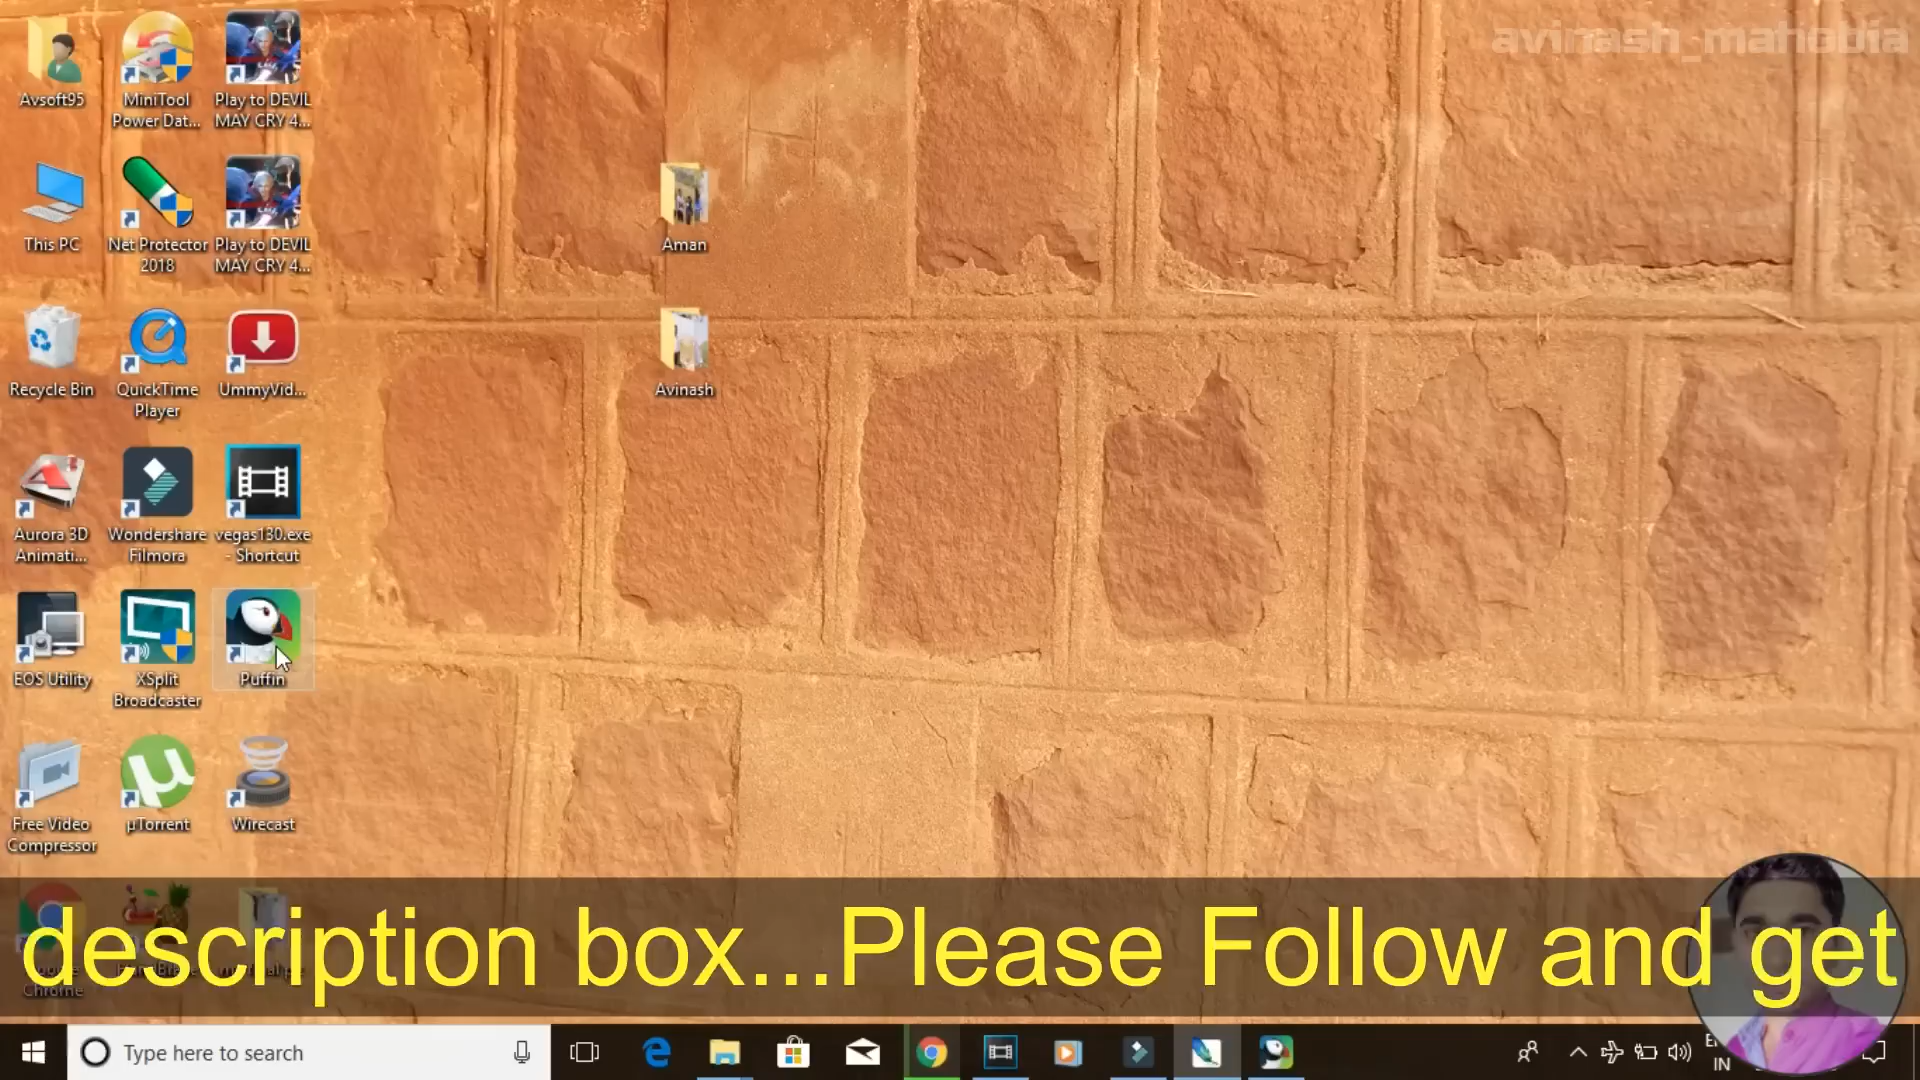 avinash_mahobia
Avsoft95
MiniTool
Power Dat...
Play to DEVIL
MAY CRY 4...
This PC
Net Protector
2018
Play to DEVIL
MAY CRY 4...
Aman
Recycle Bin
QuickTime
Player
UmmyVid...
Avinash
Aurora 3D
Animati...
Wondershare
Filmora
vegas130.exe
- Shortcut
EOS Utility
XSplit
Broadcaster
Puffin
Free Video
Compressor
µTorrent
Wirecast
description box...Please Follow and get
Chrome
Type here to search
IN